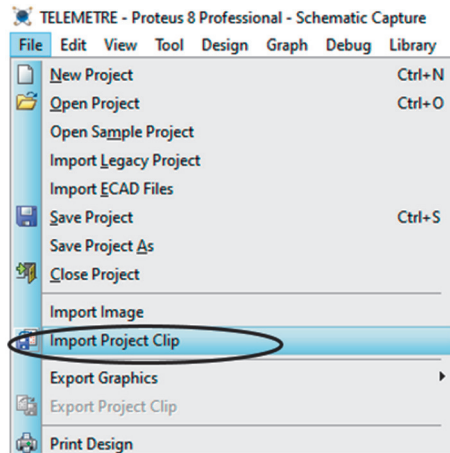 TELEMETRE - Proteus 8 Professional - Schematic Capture
File Edit View Tool Design Graph Debug Library
New Project Ctrl+N
Open Project Ctrl+O
Open Sample Project
Import Legacy Project
Import ECAD Files
Save Project Ctrl+S
Save Project As
Close Project
Import Image
Import Project Clip
Export Graphics
Export Project Clip
Print Design